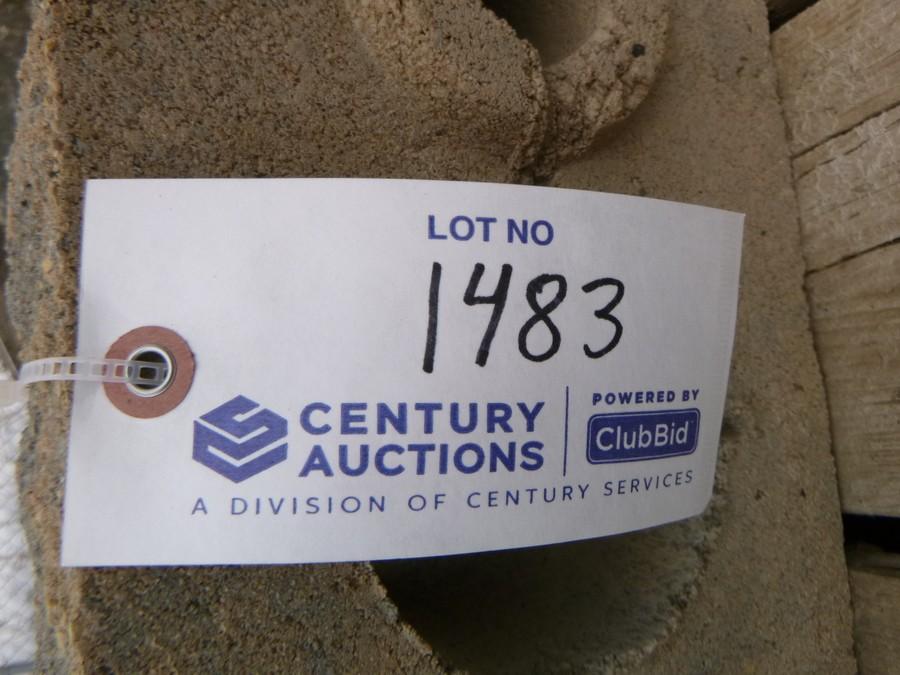 LOT NO
1483
CENTURY
AUCTIONS
POWERED BY
ClubBid
A DIVISION OF CENTURY SERVICES